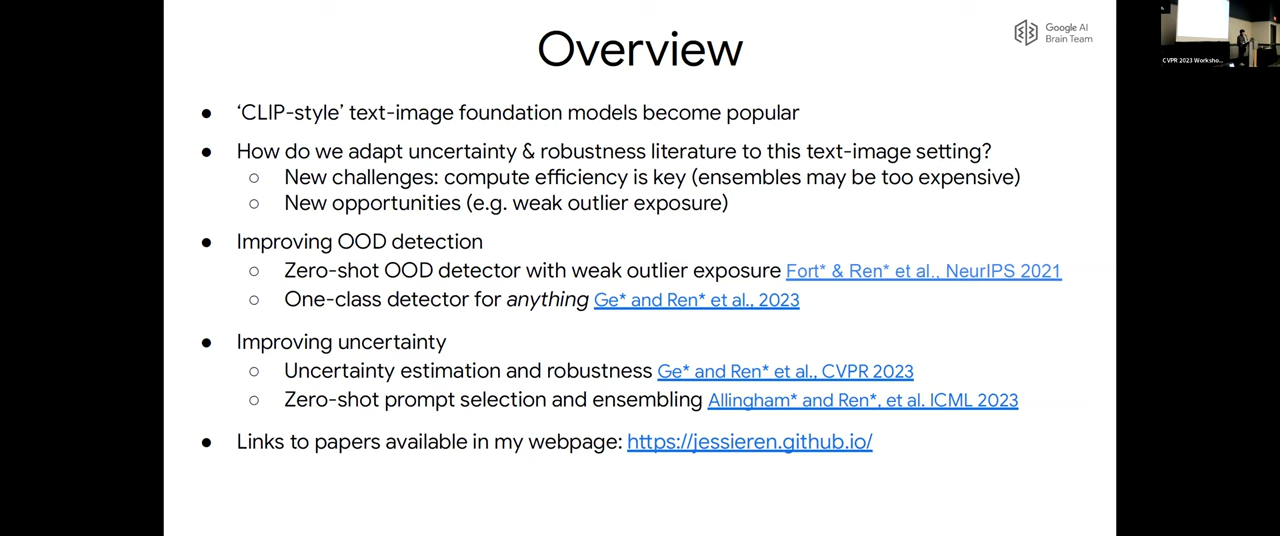 Overview
Google AI
Brain Team
● ‘CLIP-style’ text-image foundation models become popular
● How do we adapt uncertainty & robustness literature to this text-image setting?
○ New challenges: compute efficiency is key (ensembles may be too expensive)
○ New opportunities (e.g. weak outlier exposure)
● Improving OOD detection
○ Zero-shot OOD detector with weak outlier exposure Fort* & Ren* et al., NeurIPS 2021
○ One-class detector for anything Ge* and Ren* et al., 2023
● Improving uncertainty
○ Uncertainty estimation and robustness Ge* and Ren* et al., CVPR 2023
○ Zero-shot prompt selection and ensembling Allingham* and Ren*, et al. ICML 2023
● Links to papers available in my webpage: https://jessieren.github.io/
CVPR 2023 Worksho...